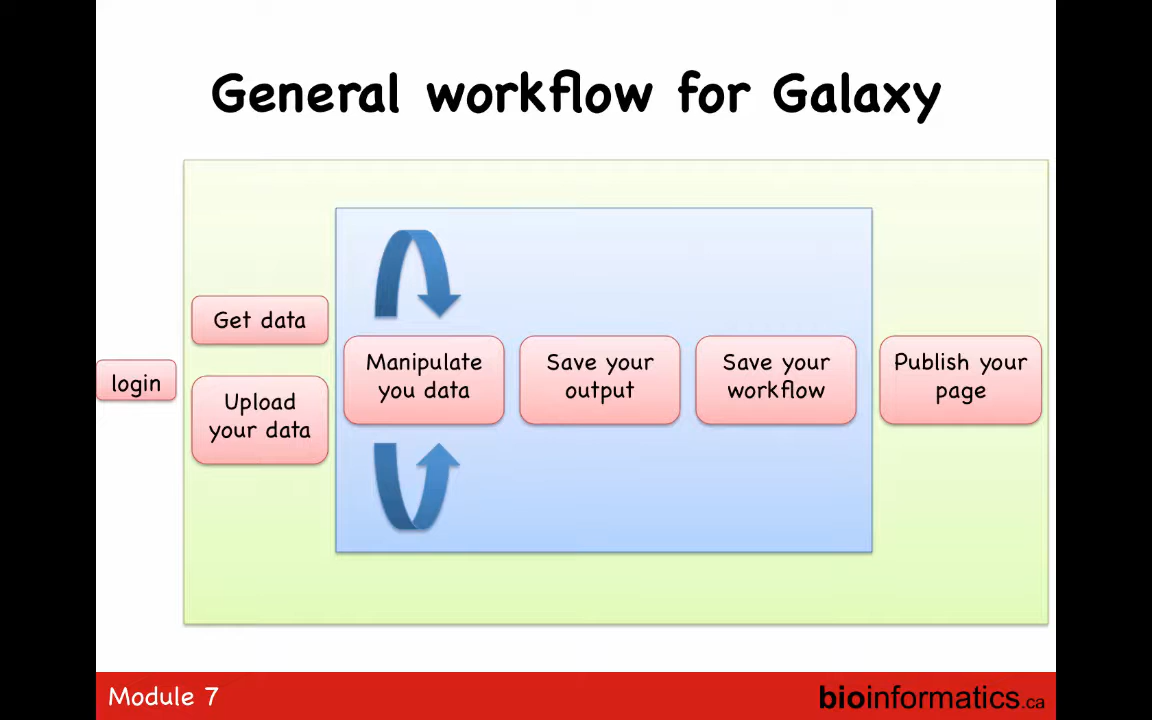 General workflow for Galaxy
login
Get data
Upload
your data
Manipulate
you data
Save your
output
Save your
workflow
Publish your
page
Module 7
bioinformatics.ca